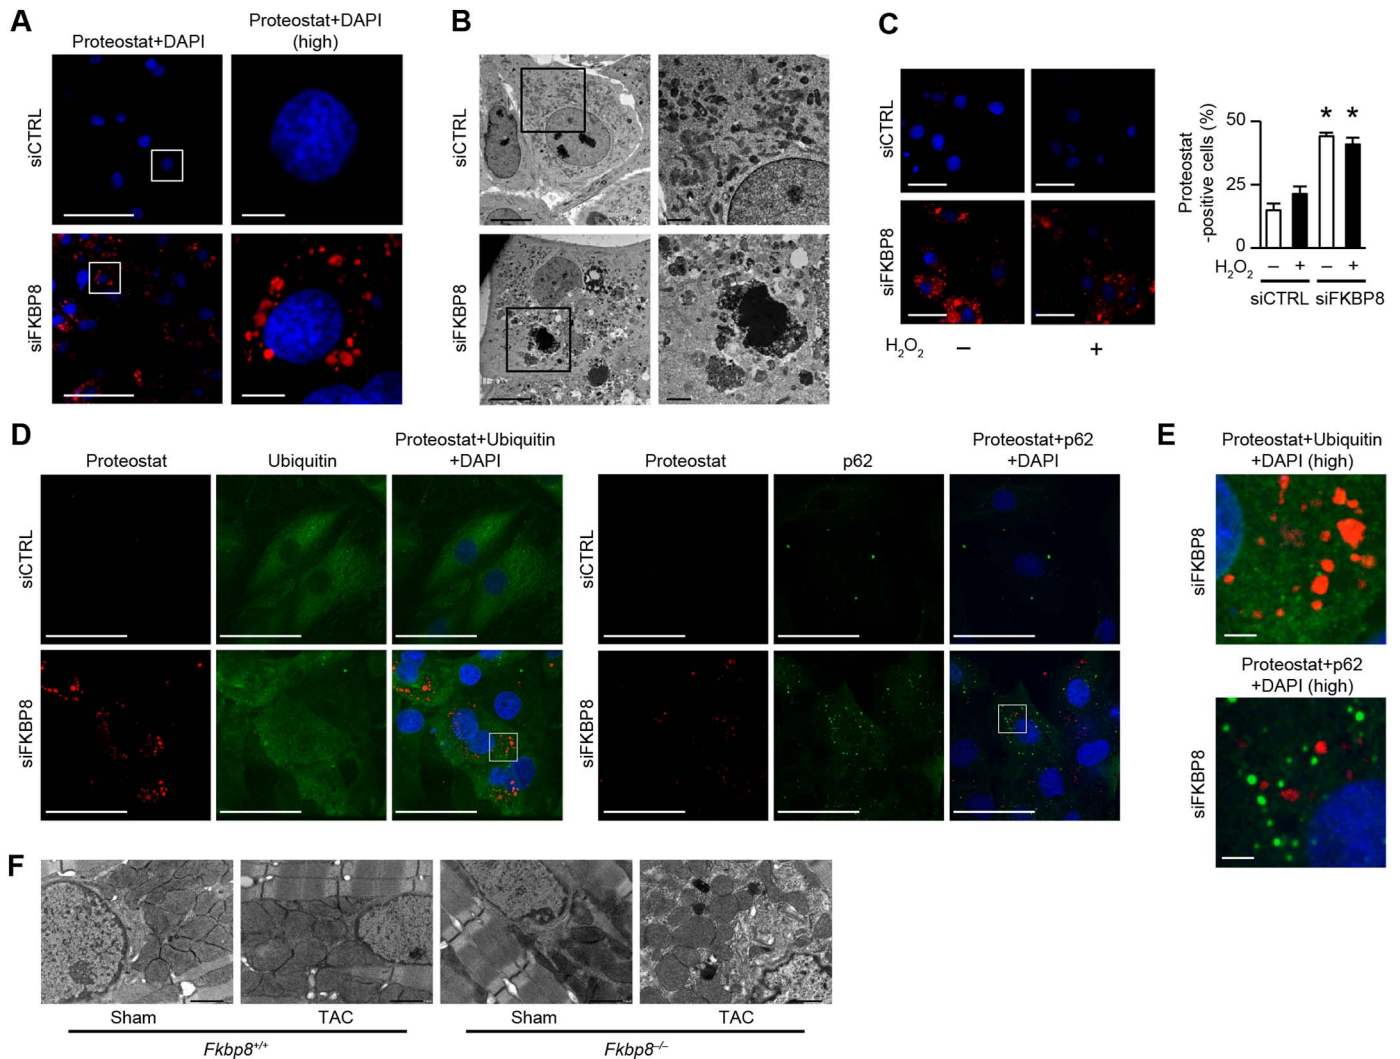 A
Proteostat+DAPI
Proteostat+DAPI
(high)
siCTRL
siFKBP8
B
siCTRL
siFKBP8
C
siCTRL
siFKBP8
H₂O₂
–
+
Proteostat
-positive cells (%)
50
25
0
* *
H₂O₂
– + – +
siCTRL siFKBP8
D
Proteostat
Ubiquitin
Proteostat+Ubiquitin
+DAPI
siCTRL
siFKBP8
Proteostat
p62
Proteostat+p62
+DAPI
siCTRL
siFKBP8
E
Proteostat+Ubiquitin
+DAPI (high)
siFKBP8
Proteostat+p62
+DAPI (high)
siFKBP8
F
Sham TAC Sham TAC
Fkbp8⁺/⁺ Fkbp8⁻/⁻